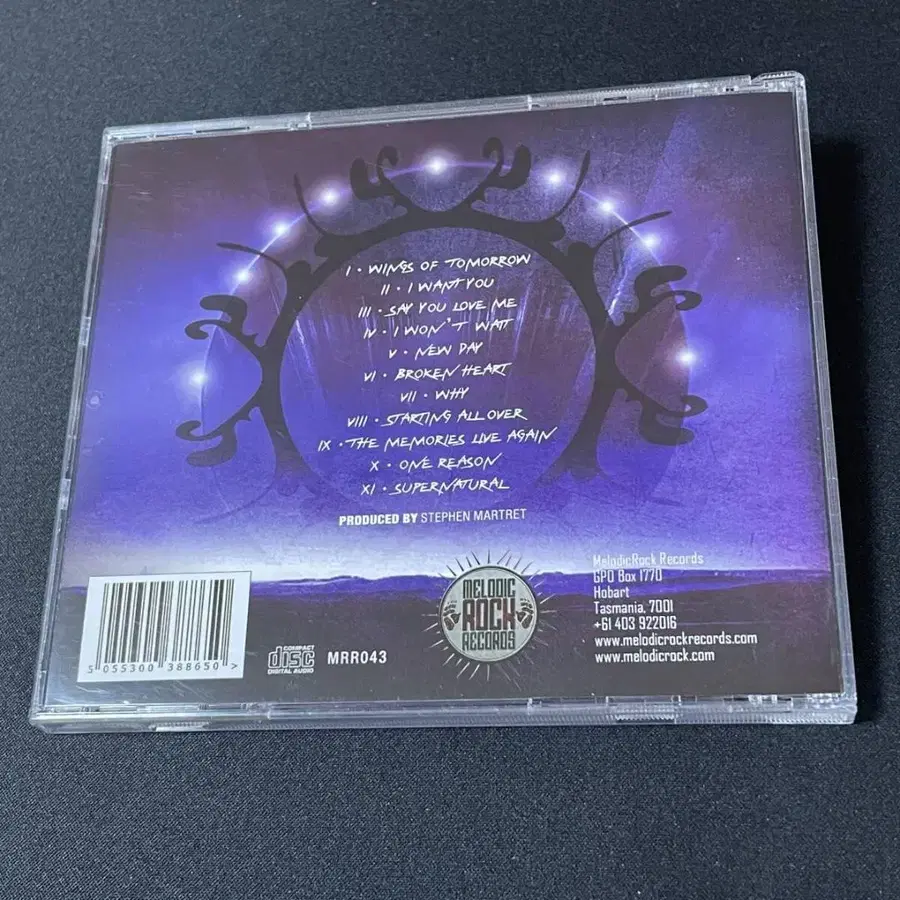 I • WINGS OF TOMORROW
II • I WANT YOU
III • SAY YOU LOVE ME
IV • I WON'T WAIT
V • NEW DAY
VI • BROKEN HEART
VII • WHY
VIII • STARTING ALL OVER
IX • THE MEMORIES LIVE AGAIN
X • ONE REASON
XI • SUPERNATURAL
PRODUCED BY STEPHEN MARTRET
5 055300 388650 >
COMPACT
disc
DIGITAL AUDIO
MRR043
MELODIC
ROCK
RECORDS
MelodicRock Records
GPO Box 1770
Hobart
Tasmania, 7001
+61 403 922016
www.melodicrockrecords.com
www.melodicrock.com